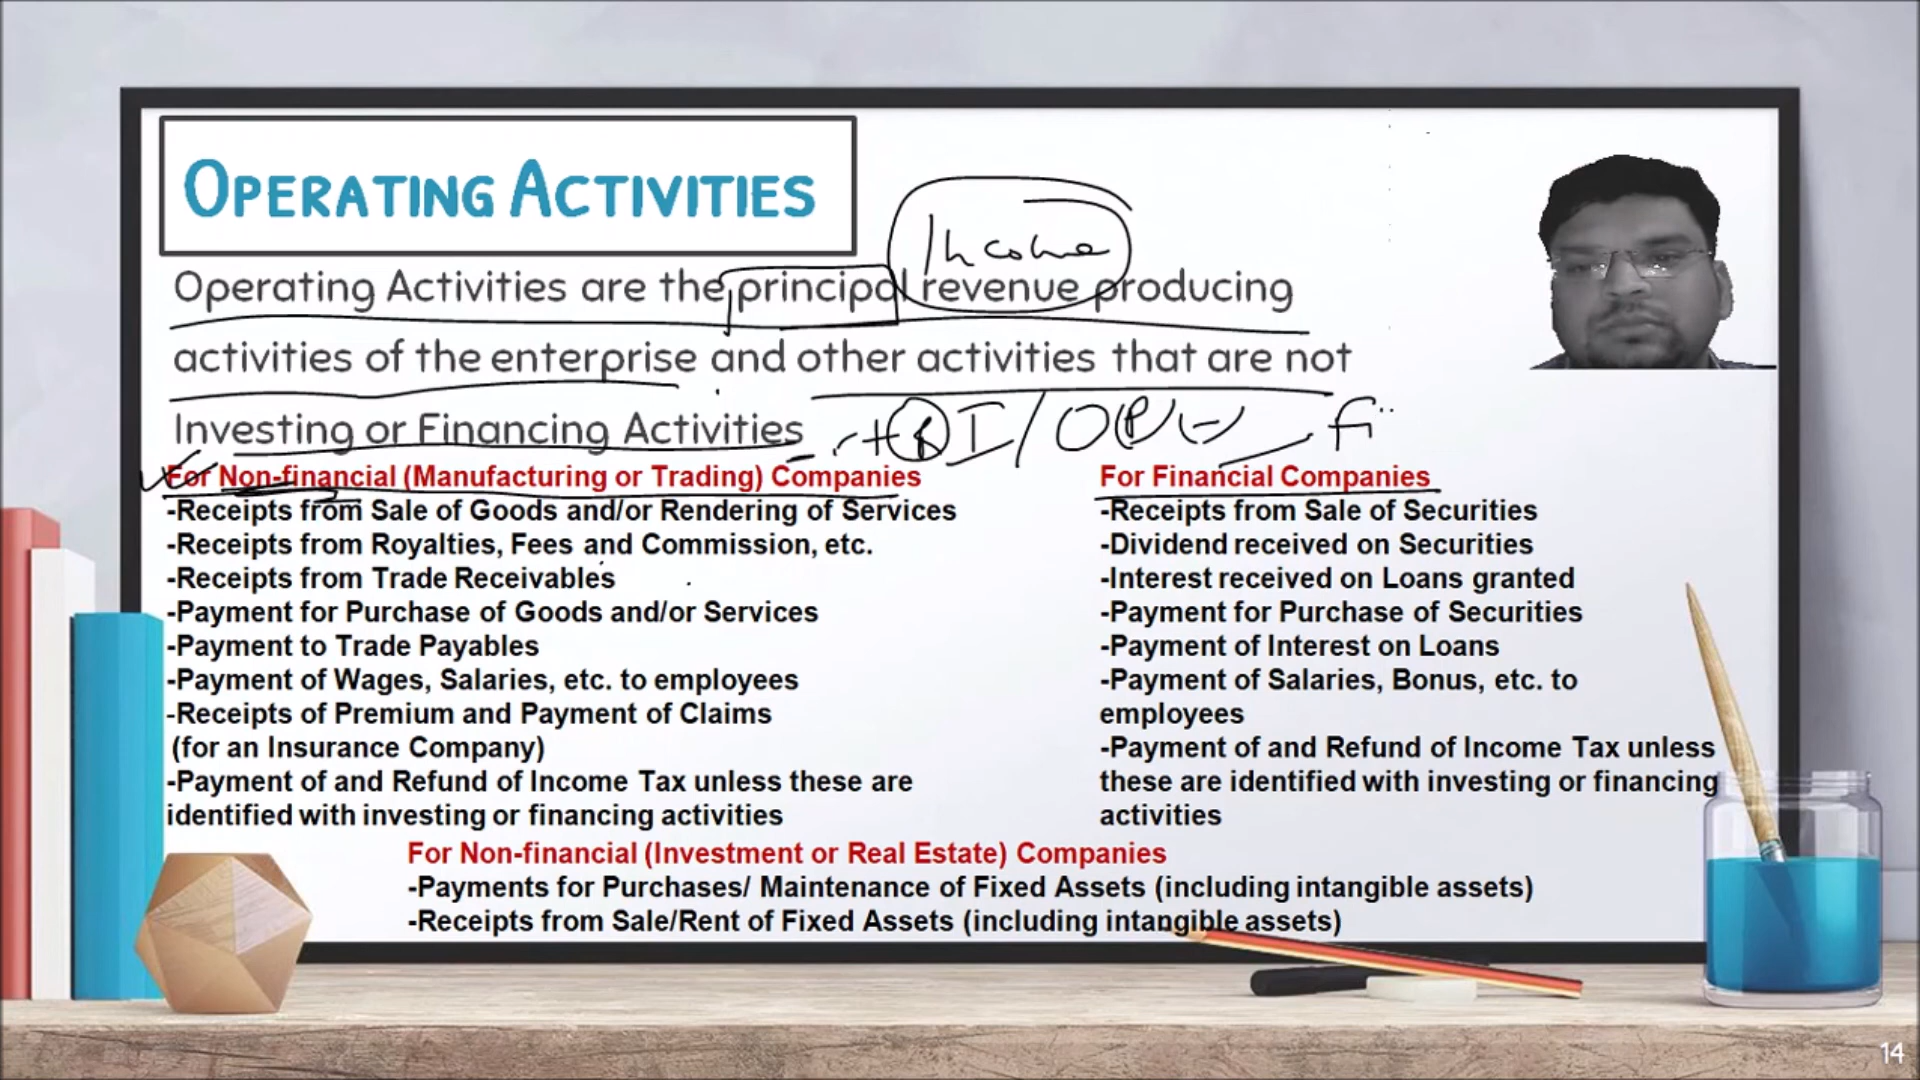 OPERATING ACTIVITIES
Income
Operating Activities are the principal revenue producing
activities of the enterprise and other activities that are not
Investing or Financing Activities
For Non-financial (Manufacturing or Trading) Companies
-Receipts from Sale of Goods and/or Rendering of Services
-Receipts from Royalties, Fees and Commission, etc.
-Receipts from Trade Receivables
-Payment for Purchase of Goods and/or Services
-Payment to Trade Payables
-Payment of Wages, Salaries, etc. to employees
-Receipts of Premium and Payment of Claims
(for an Insurance Company)
-Payment of and Refund of Income Tax unless these are
identified with investing or financing activities
For Financial Companies
-Receipts from Sale of Securities
-Dividend received on Securities
-Interest received on Loans granted
-Payment for Purchase of Securities
-Payment of Interest on Loans
-Payment of Salaries, Bonus, etc. to
employees
-Payment of and Refund of Income Tax unless
these are identified with investing or financing
activities
For Non-financial (Investment or Real Estate) Companies
-Payments for Purchases/ Maintenance of Fixed Assets (including intangible assets)
-Receipts from Sale/Rent of Fixed Assets (including intangible assets)
14